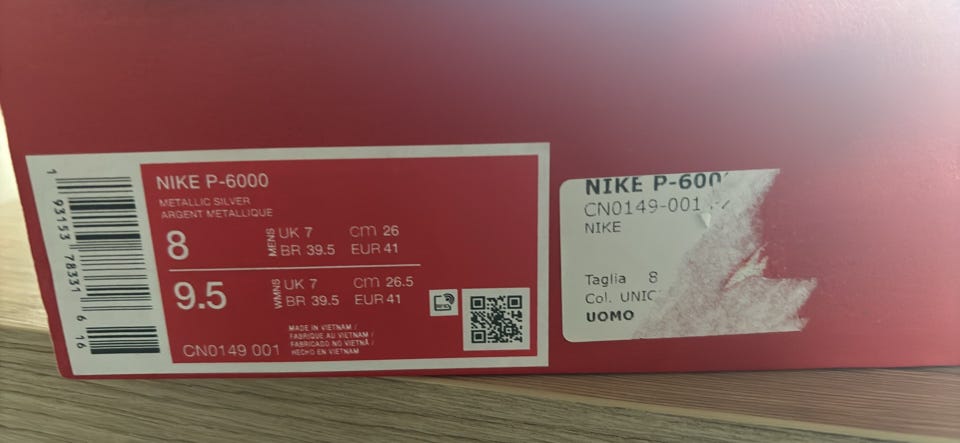 1 93153 78331 6 16
NIKE P-6000
METALLIC SILVER
ARGENT METALLIQUE
8 MENS UK 7 cm 26
BR 39.5 EUR 41
9.5 WMNS UK 7 cm 26.5
BR 39.5 EUR 41
MADE IN VIETNAM /
FABRIQUE AU VIETNAM /
FABRICADO NO VIETNÃ /
HECHO EN VIETNAM
CN0149 001
NIKE P-600
CN0149-001
NIKE
Taglia 8
Col. UNIC
UOMO